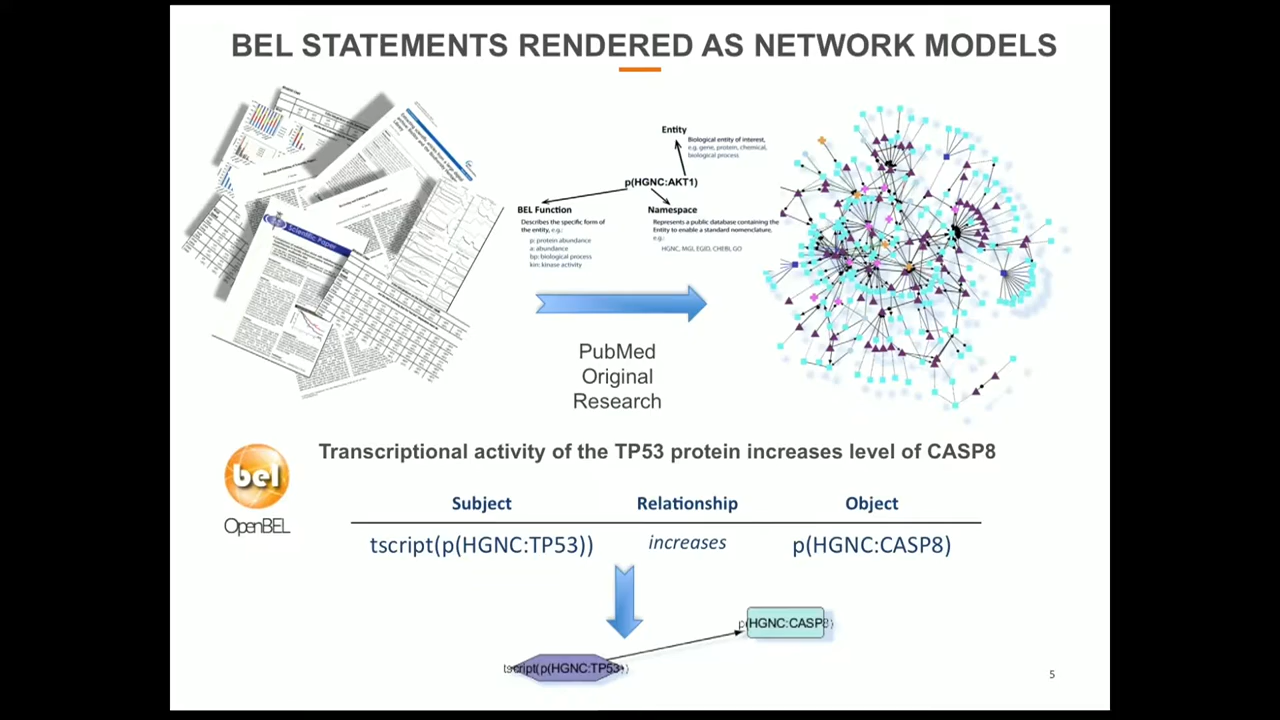 BEL STATEMENTS RENDERED AS NETWORK MODELS
Scientific Paper
Entity
Biological entity of interest,
e.g. gene, protein, chemical,
biological process
p(HGNC:AKT1)
BEL Function
Describes the specific form of
the entity, e.g.:
p: protein abundance
a: abundance
bp: biological process
kin: kinase activity
Namespace
Represents a public database containing the
Entity to enable a standard nomenclature,
e.g.:
HGNC, MGI, EGID, CHEBI, GO
PubMed
Original
Research
bel
OpenBEL
Transcriptional activity of the TP53 protein increases level of CASP8
Subject Relationship Object
tscript(p(HGNC:TP53)) increases p(HGNC:CASP8)
p(HGNC:CASP8)
tscript(p(HGNC:TP53))
5